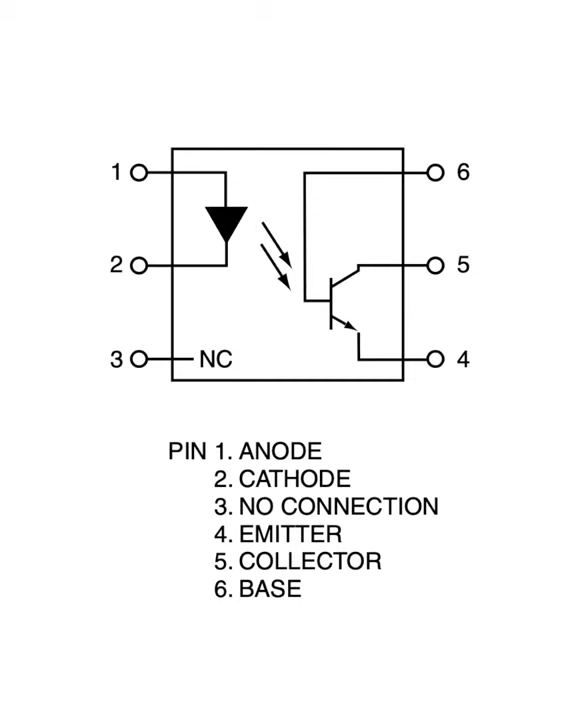 1
6
2
5
3
NC
4
PIN 1. ANODE
2. CATHODE
3. NO CONNECTION
4. EMITTER
5. COLLECTOR
6. BASE